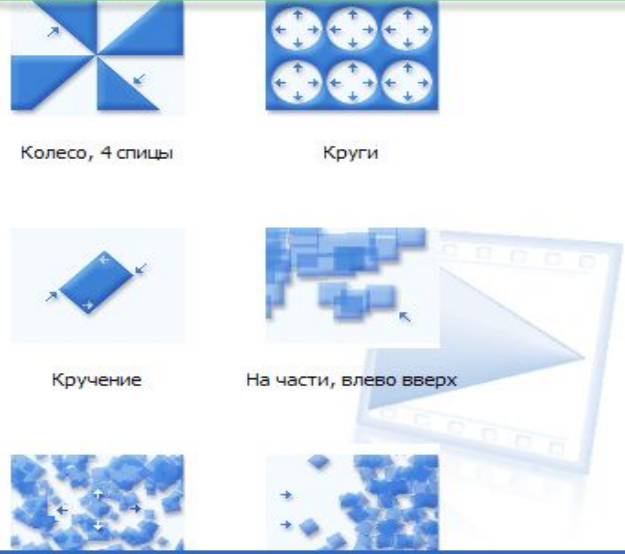 Колесо, 4 спицы
Круги
Кручение
На части, влево вверх